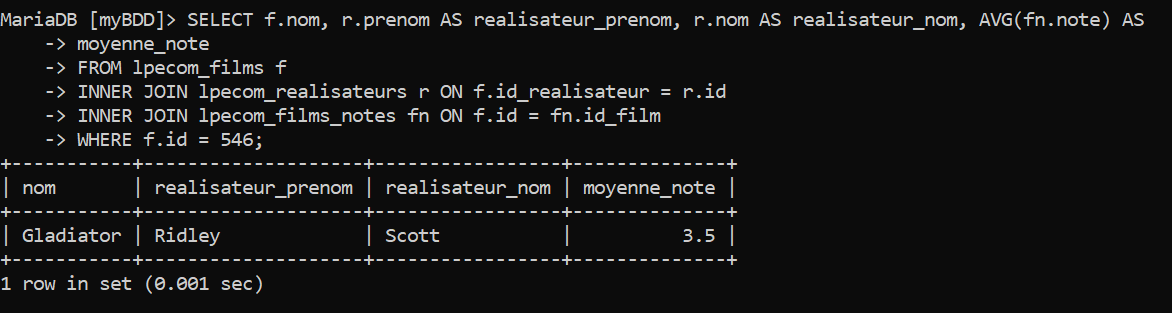 MariaDB [myBDD]> SELECT f.nom, r.prenom AS realisateur_prenom, r.nom AS realisateur_nom, AVG(fn.note) AS
    -> moyenne_note
    -> FROM lpecom_films f
    -> INNER JOIN lpecom_realisateurs r ON f.id_realisateur = r.id
    -> INNER JOIN lpecom_films_notes fn ON f.id = fn.id_film
    -> WHERE f.id = 546;
+-----------+--------------------+-----------------+--------------+
| nom       | realisateur_prenom | realisateur_nom | moyenne_note |
+-----------+--------------------+-----------------+--------------+
| Gladiator | Ridley             | Scott           |          3.5 |
+-----------+--------------------+-----------------+--------------+
1 row in set (0.001 sec)